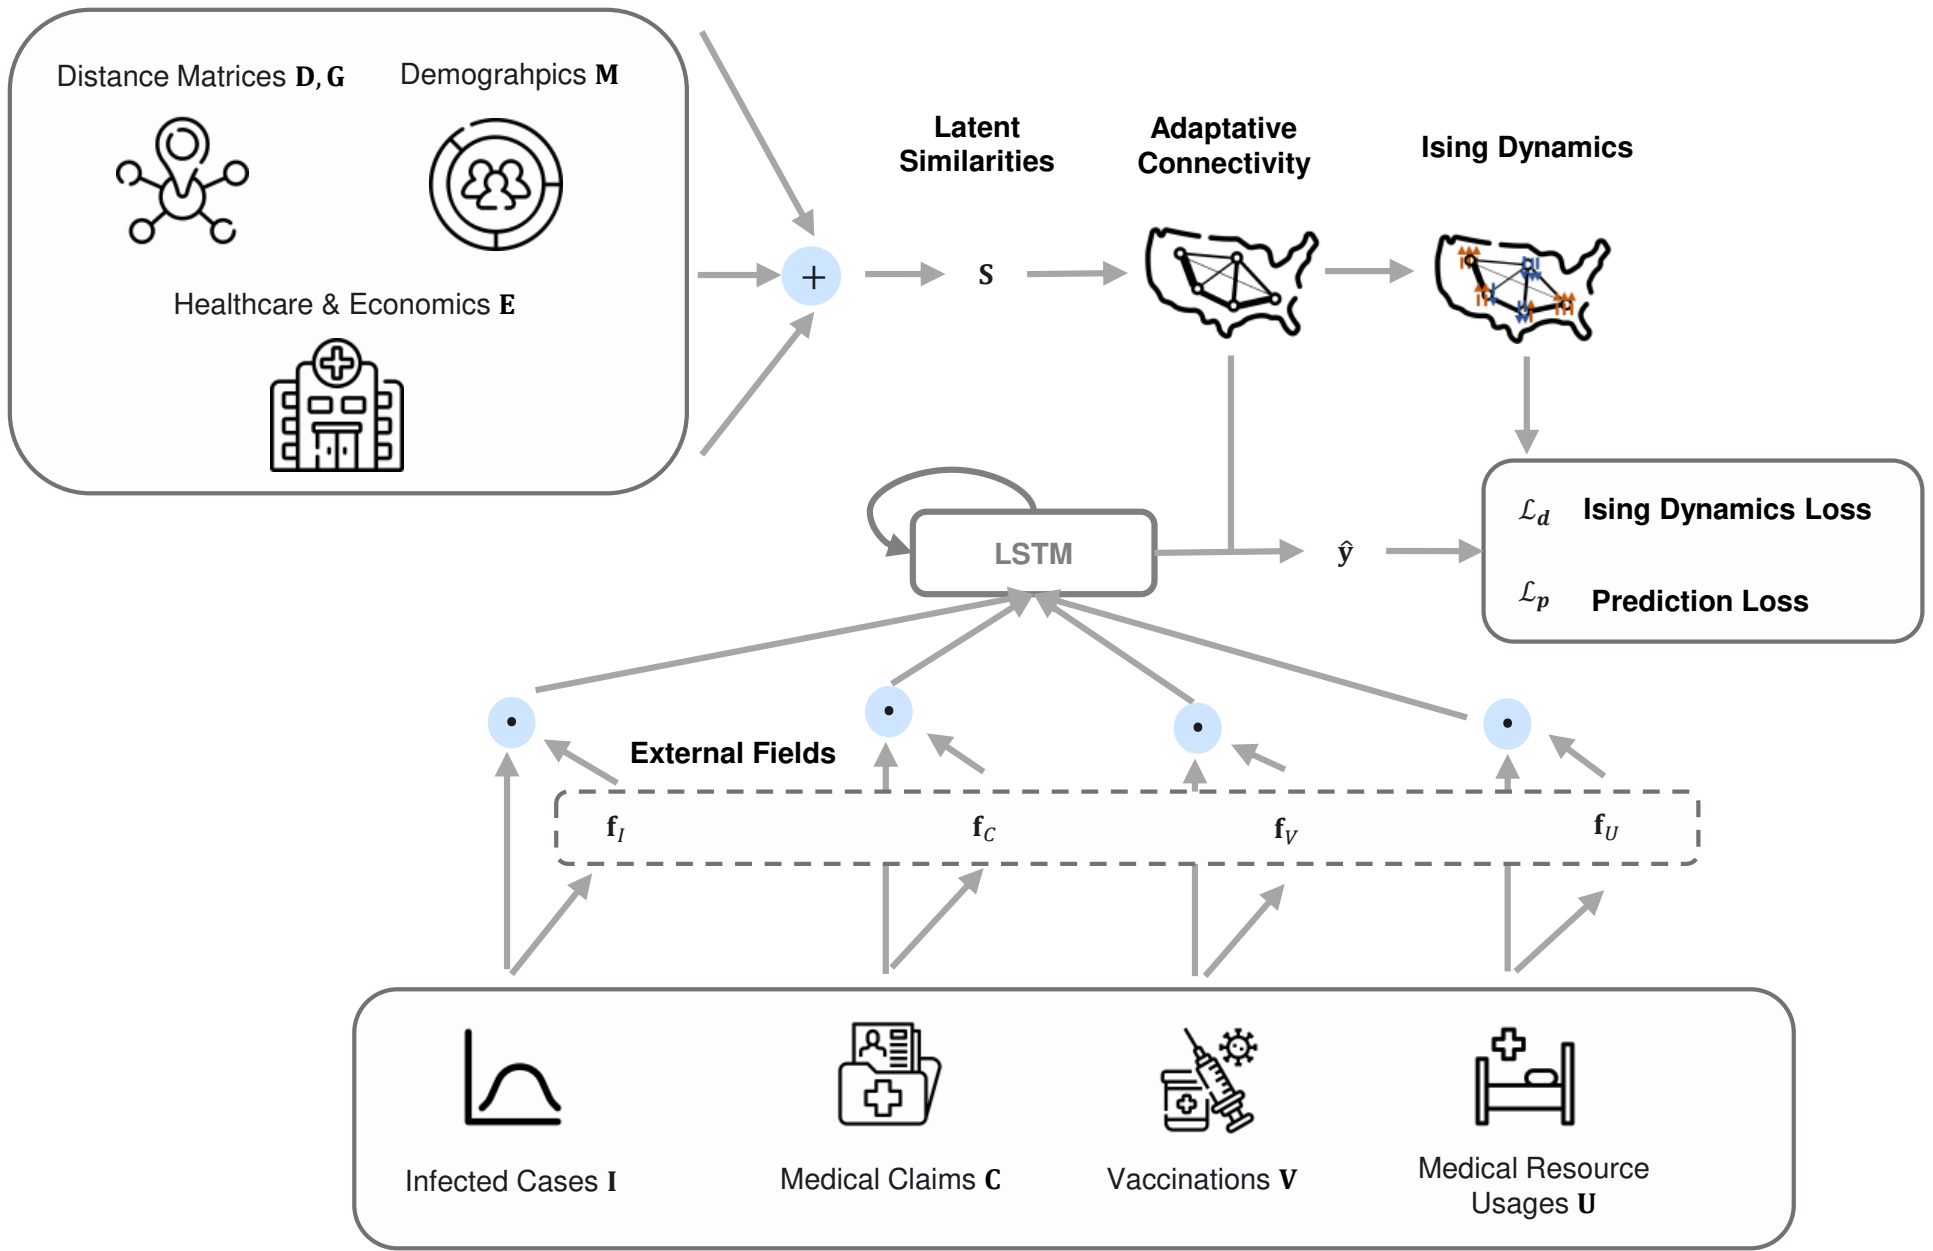 Distance Matrices D, G
Demograhpics M
Healthcare & Economics E
Latent
Similarities
Adaptative
Connectivity
Ising Dynamics
+
S
LSTM
ŷ
ℒd Ising Dynamics Loss
ℒp Prediction Loss
External Fields
fI
fC
fV
fU
Infected Cases I
Medical Claims C
Vaccinations V
Medical Resource
Usages U